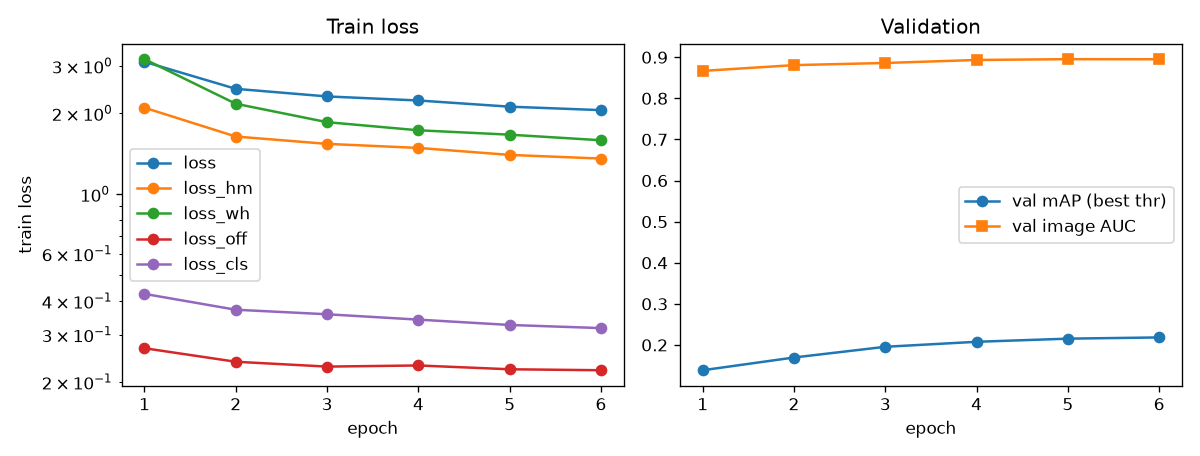 Train loss
train loss
3 × 10⁰
2 × 10⁰
10⁰
6 × 10⁻¹
4 × 10⁻¹
3 × 10⁻¹
2 × 10⁻¹
loss
loss_hm
loss_wh
loss_off
loss_cls
1 2 3 4 5 6
epoch
Validation
0.9
0.8
0.7
0.6
0.5
0.4
0.3
0.2
val mAP (best thr)
val image AUC
1 2 3 4 5 6
epoch